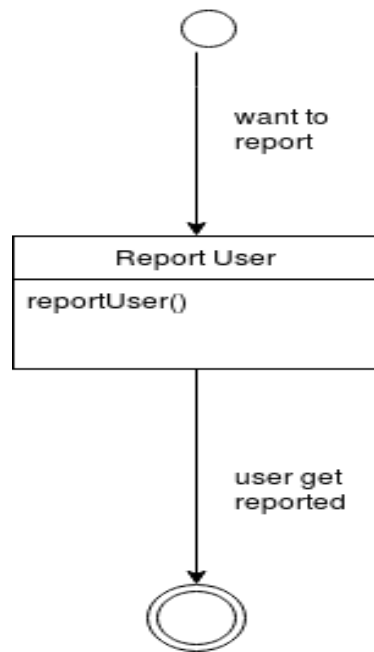 want to
report
Report User
reportUser()
user get
reported